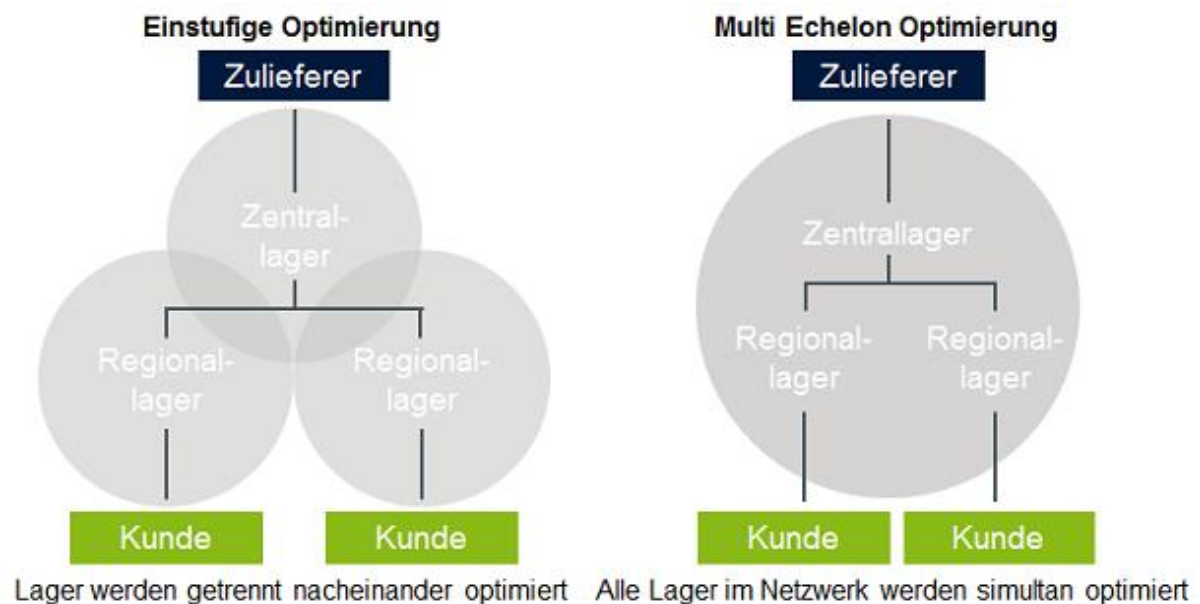 Einstufige Optimierung
Zulieferer
Zentral-
lager
Regional-
lager
Regional-
lager
Kunde
Kunde
Lager werden getrennt nacheinander optimiert
Multi Echelon Optimierung
Zulieferer
Zentrallager
Regional-
lager
Regional-
lager
Kunde
Kunde
Alle Lager im Netzwerk werden simultan optimiert